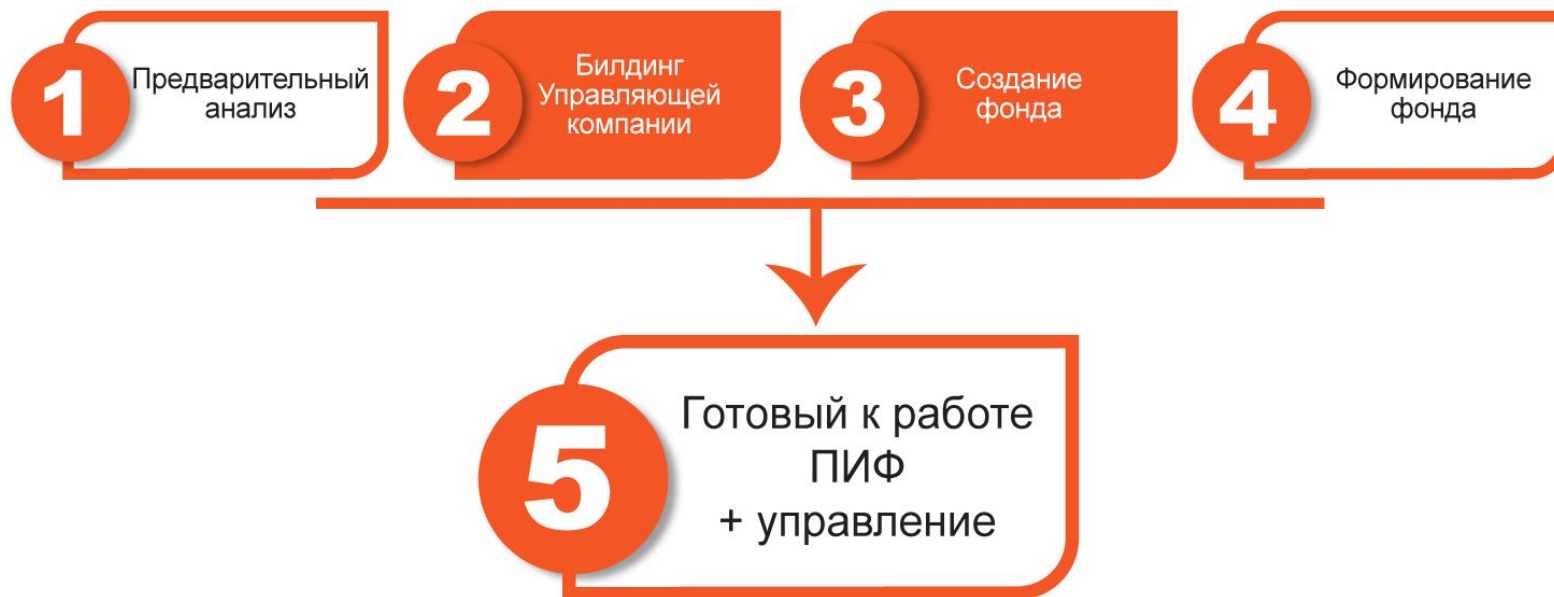 1
Предварительный
анализ
2
Билдинг
Управляющей
компании
3
Создание
фонда
4
Формирование
фонда
5
Готовый к работе
ПИФ
+ управление